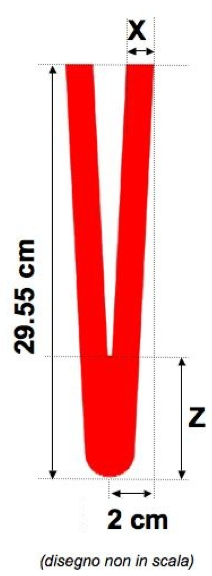 X
29.55 cm
Z
2 cm
(disegno non in scala)